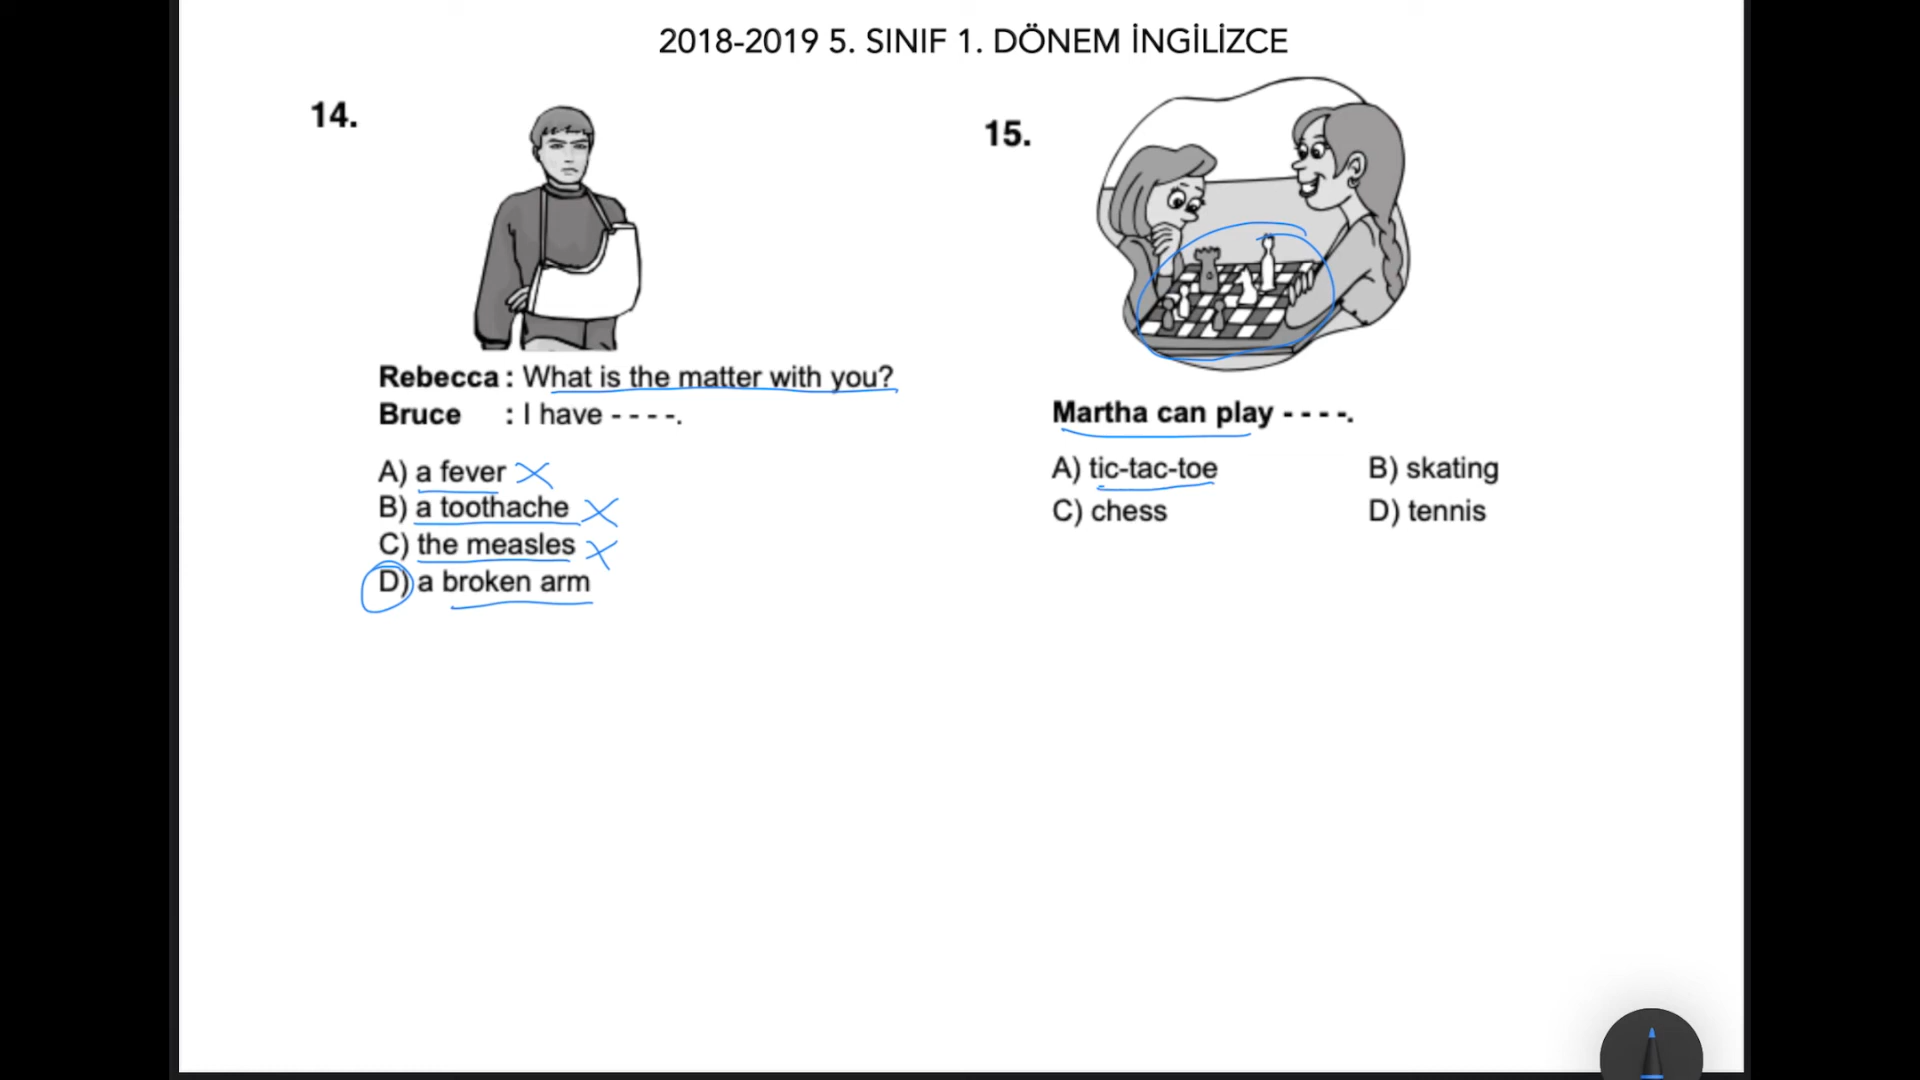 2018-2019 5. SINIF 1. DÖNEM İNGİLİZCE
14.
Rebecca : What is the matter with you?
Bruce : I have - - - -.
A) a fever
B) a toothache
C) the measles
D) a broken arm
15.
Martha can play - - - -.
A) tic-tac-toe B) skating
C) chess D) tennis